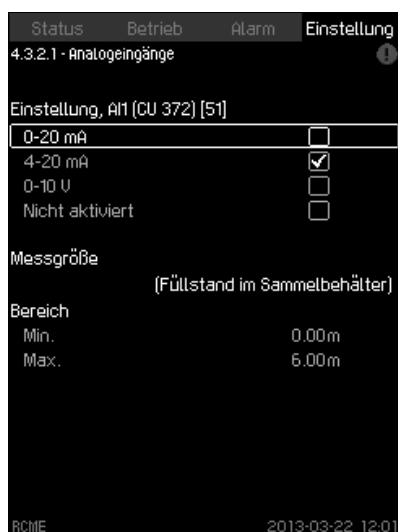 Status Betrieb Alarm Einstellung
4.3.2.1 - Analogeingänge
Einstellung, AI1 (CU 372) [51]
0-20 mA
4-20 mA
0-10 V
Nicht aktiviert
Messgröße
(Füllstand im Sammelbehälter)
Bereich
Min. 0.00m
Max. 6.00m
RCME 2013-03-22 12:01